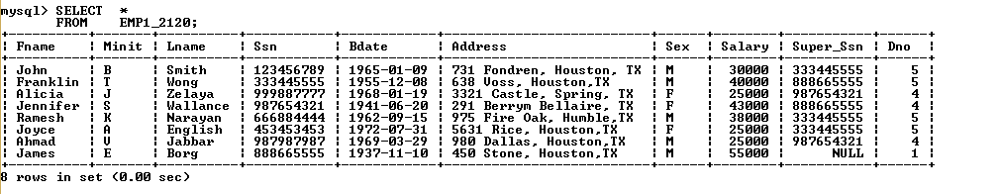 mysql> SELECT *
FROM EMP1_2120;
| Fname | Minit | Lname | Ssn | Bdate | Address | Sex | Salary | Super_Ssn | Dno |
| John | B | Smith | 123456789 | 1965-01-09 | 731 Fondren, Houston, TX | M | 30000 | 333445555 | 5 |
| Franklin | T | Wong | 333445555 | 1955-12-08 | 638 Voss, Houston,TX | M | 40000 | 888665555 | 5 |
| Alicia | J | Zelaya | 999887777 | 1968-01-19 | 3321 Castle, Spring, TX | F | 25000 | 987654321 | 4 |
| Jennifer | S | Wallance | 987654321 | 1941-06-20 | 291 Berrym Bellaire, TX | F | 43000 | 888665555 | 4 |
| Ramesh | K | Narayan | 666884444 | 1962-09-15 | 975 Fire Oak, Humble,TX | M | 38000 | 333445555 | 5 |
| Joyce | A | English | 453453453 | 1972-07-31 | 5631 Rice, Houston,TX | F | 25000 | 333445555 | 5 |
| Ahmad | V | Jabbar | 987987987 | 1969-03-29 | 980 Dallas, Houston,TX | M | 25000 | 987654321 | 4 |
| James | E | Borg | 888665555 | 1937-11-10 | 450 Stone, Houston,TX | M | 55000 | NULL | 1 |
8 rows in set (0.00 sec)